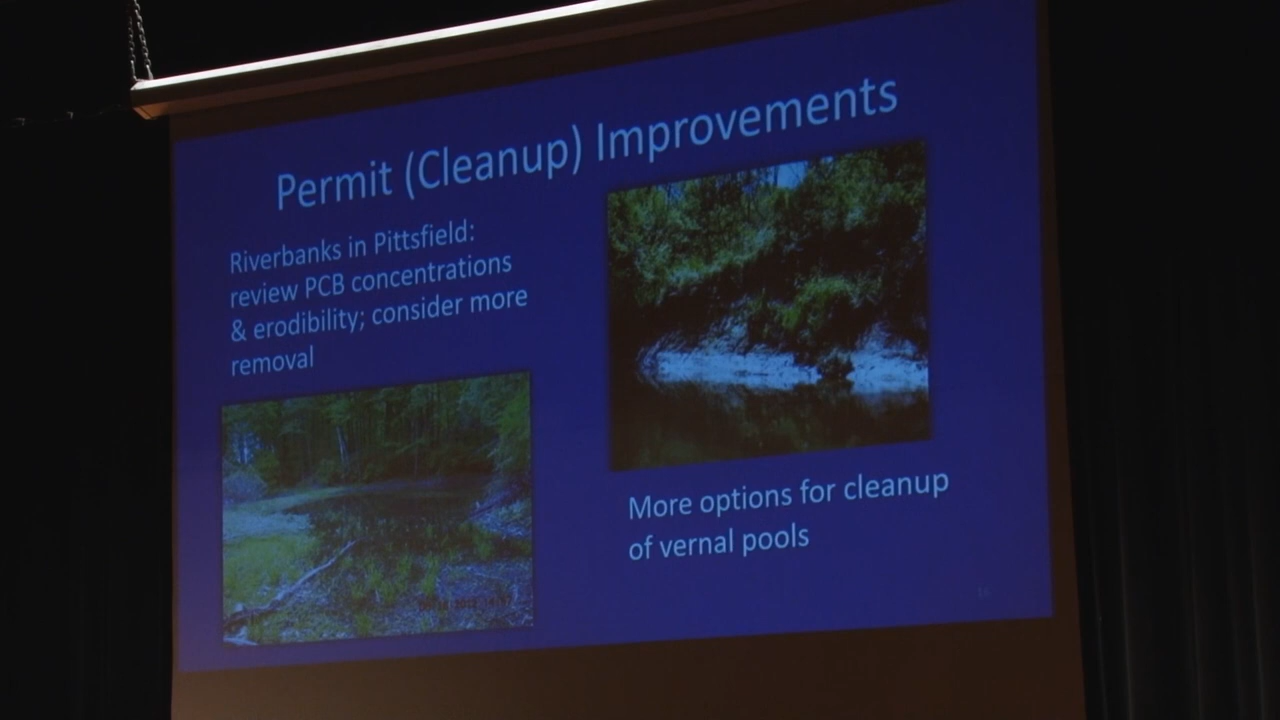 Permit (Cleanup) Improvements
Riverbanks in Pittsfield:
review PCB concentrations
& erodibility; consider more
removal
More options for cleanup
of vernal pools